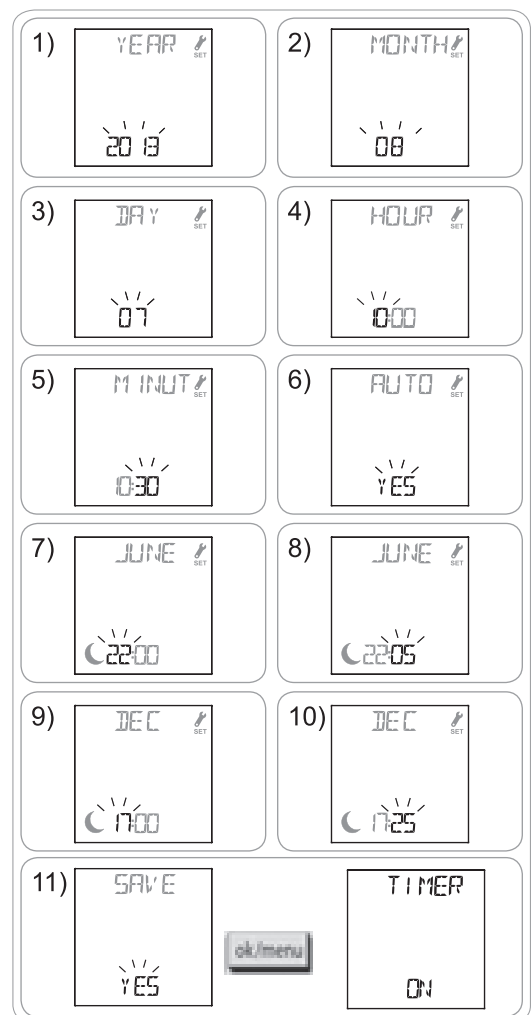 1)
YEAR
SET
2013
2)
MONTH
SET
08
3)
DAY
SET
07
4)
HOUR
SET
10:00
5)
MINUT
SET
10:30
6)
AUTO
SET
YES
7)
JUNE
SET
22:00
8)
JUNE
SET
22:05
9)
DEC
SET
17:00
10)
DEC
SET
17:25
11)
SAVE
YES
ok/menu
TIMER
ON